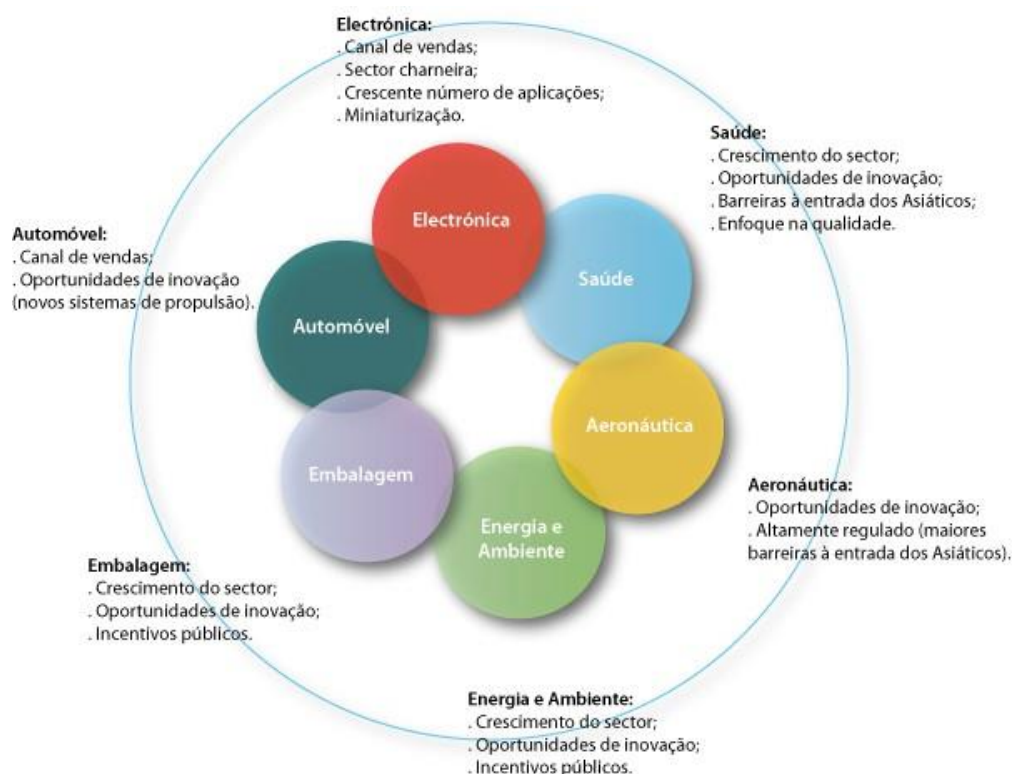 Electrónica:
. Canal de vendas;
. Sector charneira;
. Crescente número de aplicações;
. Miniaturização.
Saúde:
. Crescimento do sector;
. Oportunidades de inovação;
. Barreiras à entrada dos Asiáticos;
. Enfoque na qualidade.
Automóvel:
. Canal de vendas;
. Oportunidades de inovação
(novos sistemas de propulsão).
Electrónica
Saúde
Automóvel
Aeronáutica
Embalagem
Energia e
Ambiente
Aeronáutica:
. Oportunidades de inovação;
. Altamente regulado (maiores
barreiras à entrada dos Asiáticos).
Embalagem:
. Crescimento do sector;
. Oportunidades de inovação;
. Incentivos públicos.
Energia e Ambiente:
. Crescimento do sector;
. Oportunidades de inovação;
. Incentivos públicos.